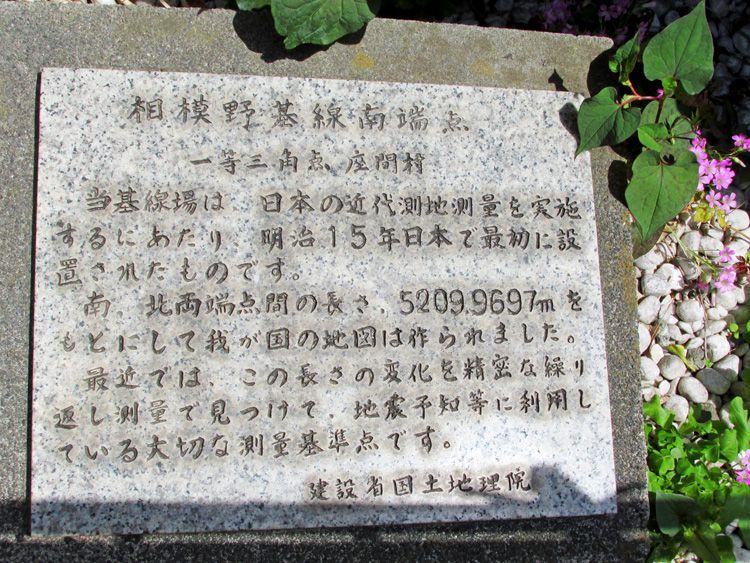 相模野基線南端点
一等三角点 座間村
当基線場は、日本の近代測地測量を実施
するにあたり、明治15年日本で最初に設
置されたものです。
南、北両端点間の長さ、5209.9697mを
もとにして我が国の地図は作られました。
最近では、この長さの変化を精密な繰り
返し測量で見つけて、地震予知等に利用し
ている大切な測量基準点です。
建設省国土地理院